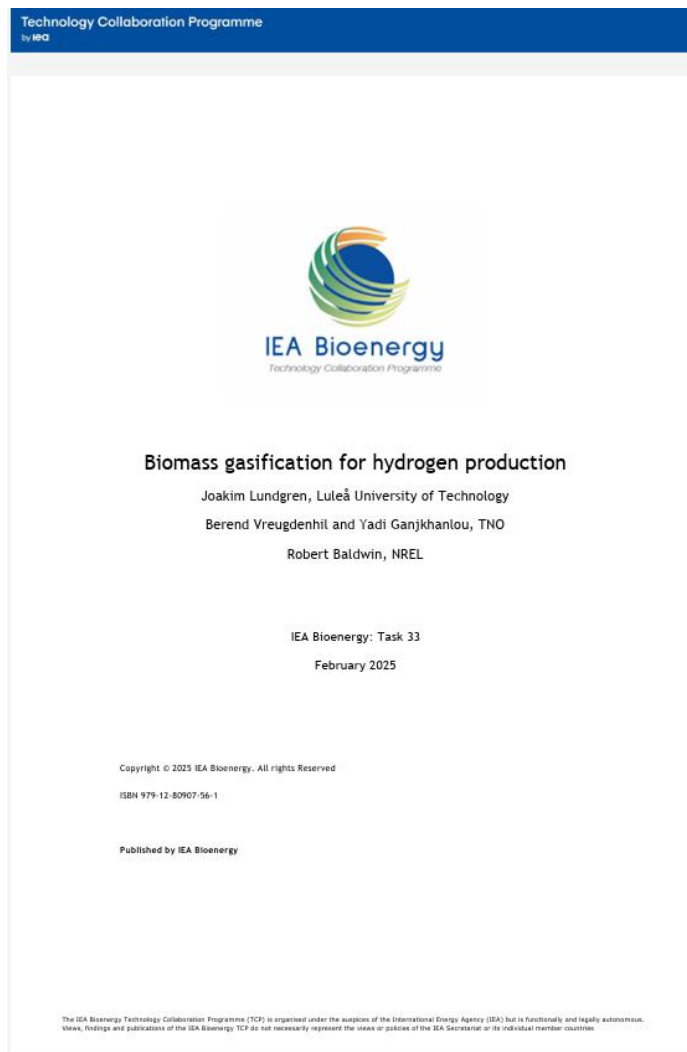 Technology Collaboration Programme
by iea
IEA Bioenergy
Technology Collaboration Programme
Biomass gasification for hydrogen production
Joakim Lundgren, Luleå University of Technology
Berend Vreugdenhil and Yadi Ganjkhanlou, TNO
Robert Baldwin, NREL
IEA Bioenergy: Task 33
February 2025
Copyright © 2025 IEA Bioenergy. All rights Reserved
ISBN 979-12-80907-56-1
Published by IEA Bioenergy
The IEA Bioenergy Technology Collaboration Programme (TCP) is organised under the auspices of the International Energy Agency (IEA) but is functionally and legally autonomous.
Views, findings and publications of the IEA Bioenergy TCP do not necessarily represent the views or policies of the IEA Secretariat or its individual member countries